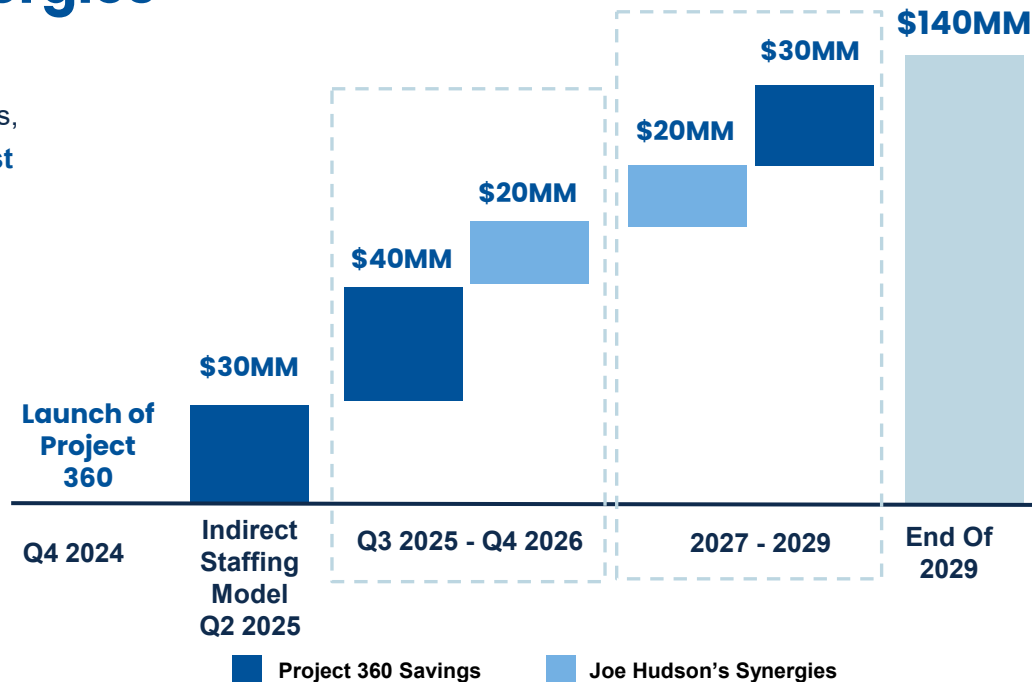 s,
$140MM
$30MM
$20MM
$20MM
$40MM
$30MM
Launch of
Project
360
Q4 2024
Indirect
Staffing
Model
Q2 2025
Q3 2025 - Q4 2026
2027 - 2029
End Of
2029
Project 360 Savings
Joe Hudson's Synergies